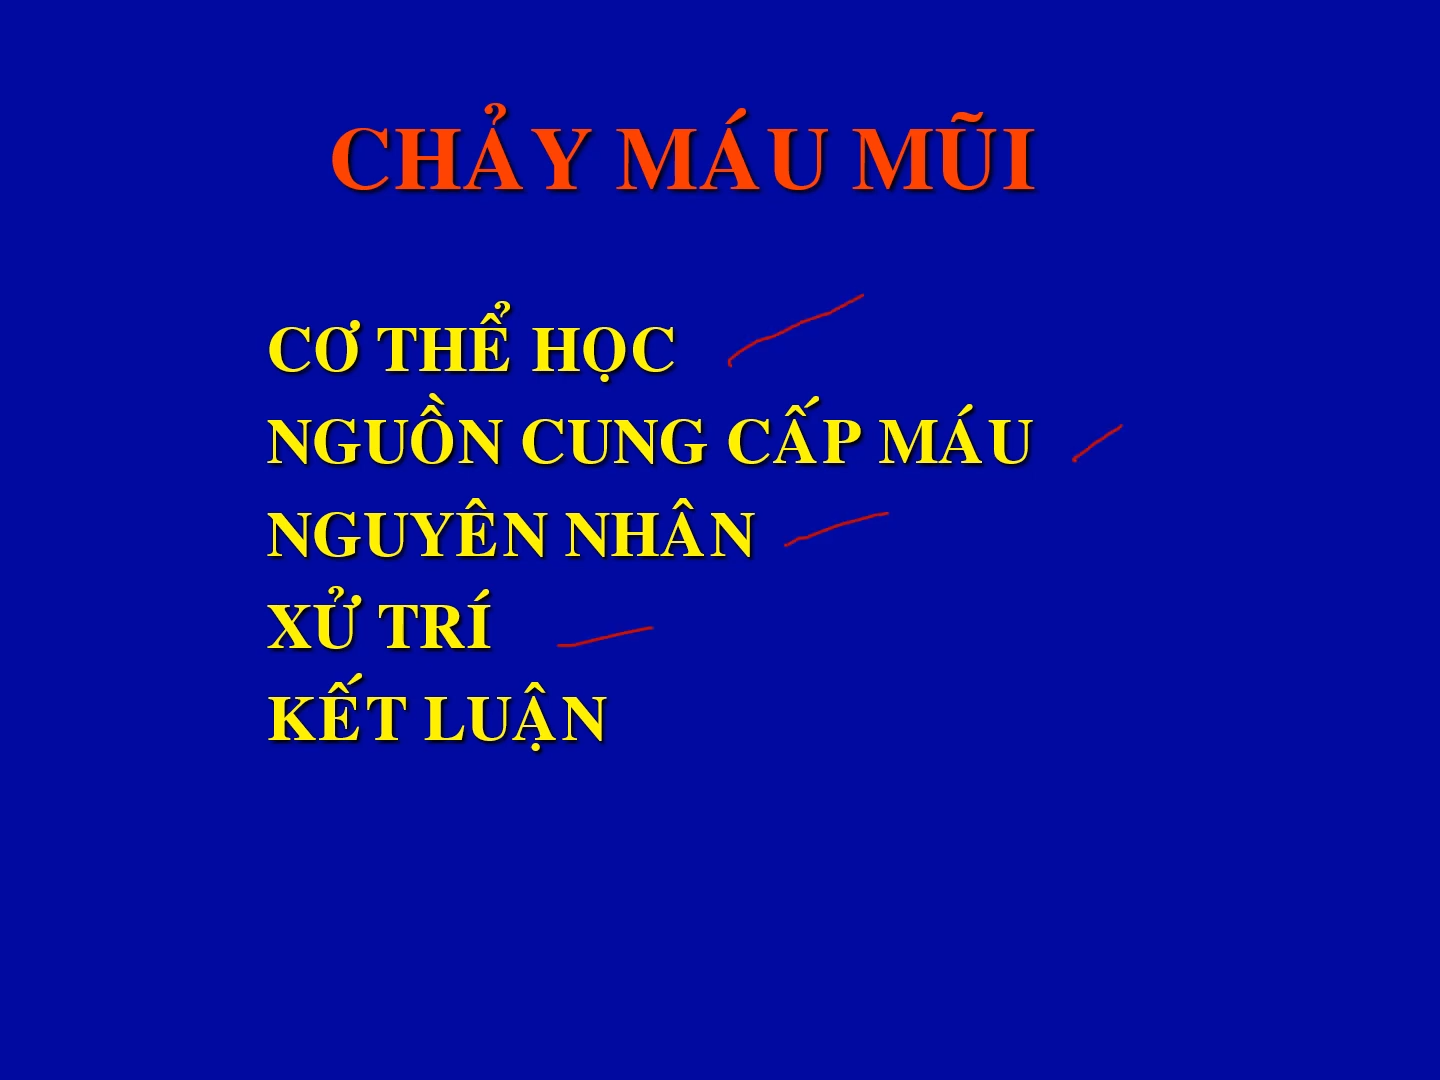 CHẢY MÁU MŨI
CƠ THỂ HỌC
NGUỒN CUNG CẤP MÁU
NGUYÊN NHÂN
XỬ TRÍ
KẾT LUẬN